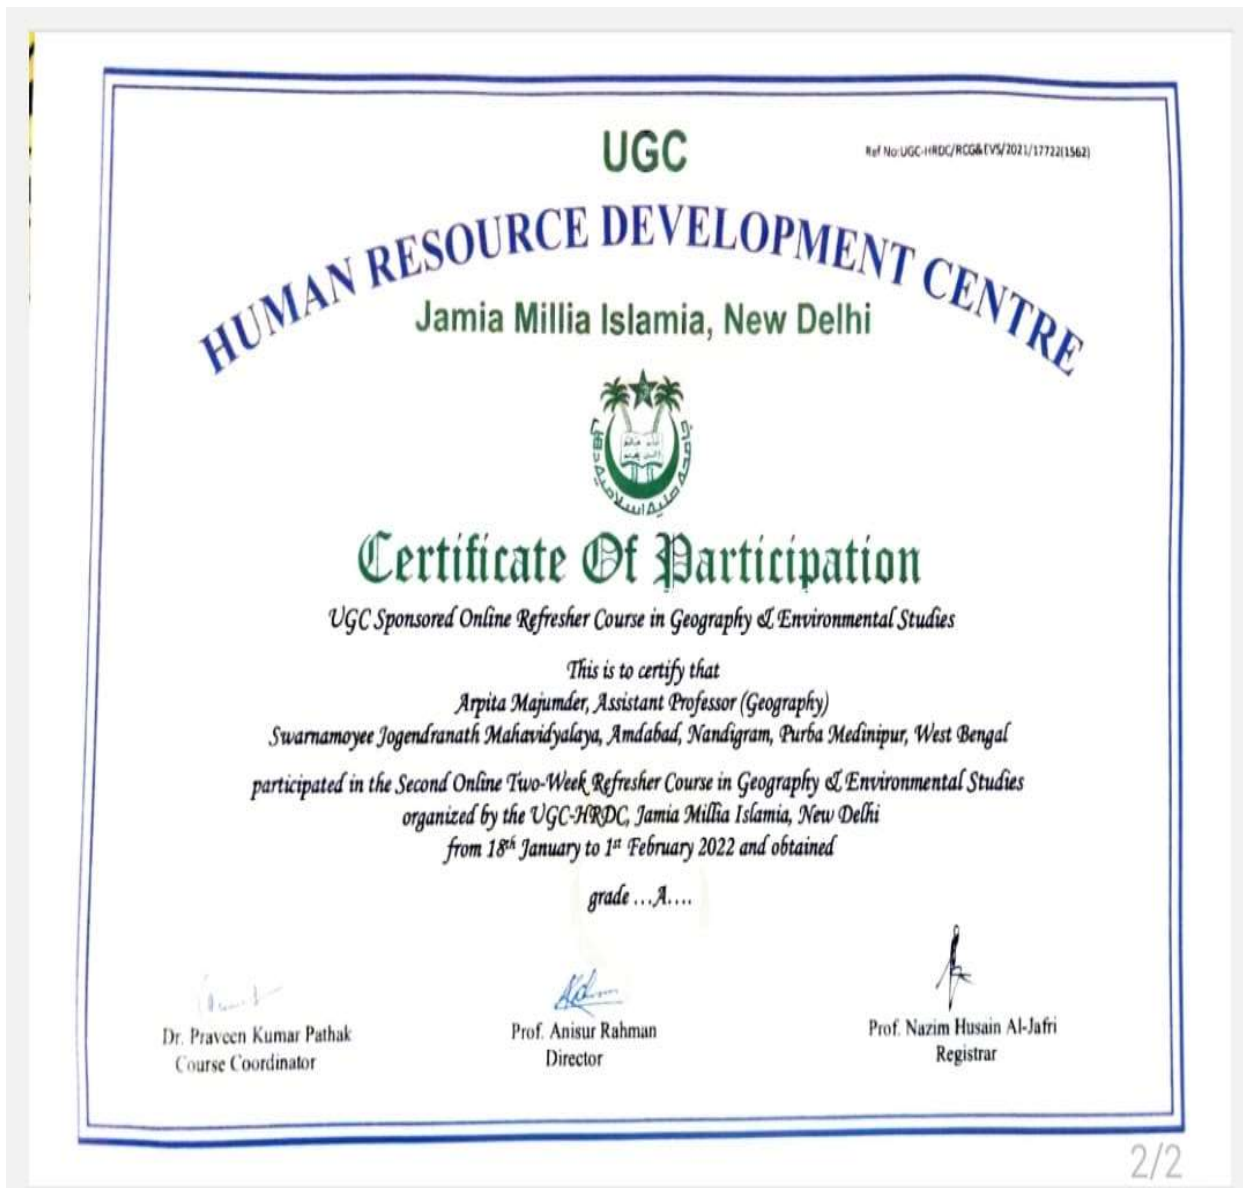 UGC
Ref No:UGC-HRDC/RCG&EVS/2021/17722(1562)
HUMAN RESOURCE DEVELOPMENT CENTRE
Jamia Millia Islamia, New Delhi
Certificate Of Participation
UGC Sponsored Online Refresher Course in Geography & Environmental Studies
This is to certify that
Arpita Majumder, Assistant Professor (Geography)
Swarnamoyee Jogendranath Mahavidyalaya, Amdabad, Nandigram, Purba Medinipur, West Bengal
participated in the Second Online Two-Week Refresher Course in Geography & Environmental Studies
organized by the UGC-HRDC, Jamia Millia Islamia, New Delhi
from 18th January to 1st February 2022 and obtained
grade ...A....
Dr. Praveen Kumar Pathak
Course Coordinator
Prof. Anisur Rahman
Director
Prof. Nazim Husain Al-Jafri
Registrar
2/2